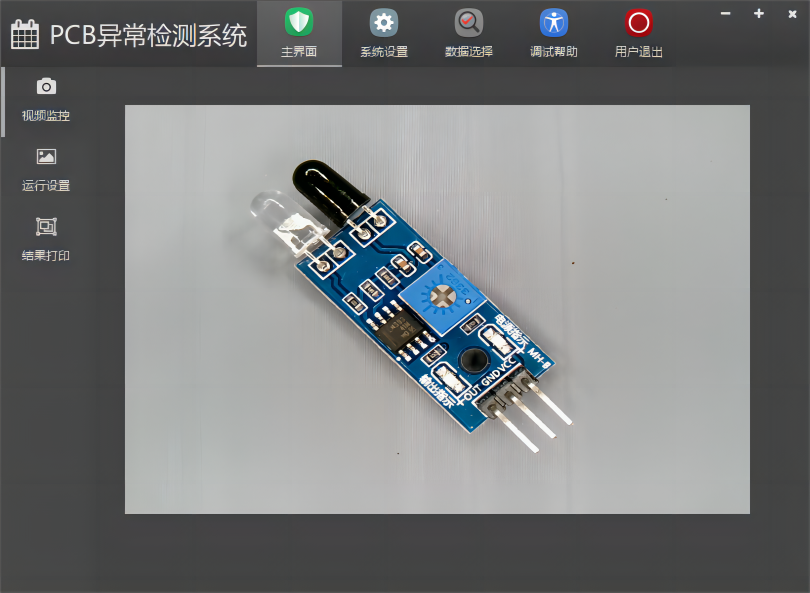 PCB异常检测系统
主界面
系统设置
数据选择
调试帮助
用户退出
视频监控
运行设置
结果打印
3362
电源指示
MH-B
输出指示
OUT GND VCC